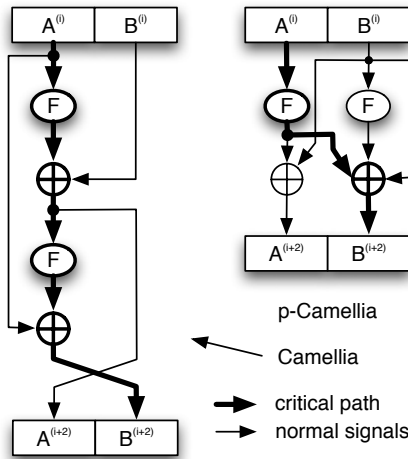 A(i) B(i)
F
F
A(i+2) B(i+2)
A(i) B(i)
F F
A(i+2) B(i+2)
p-Camellia
Camellia
critical path
normal signals